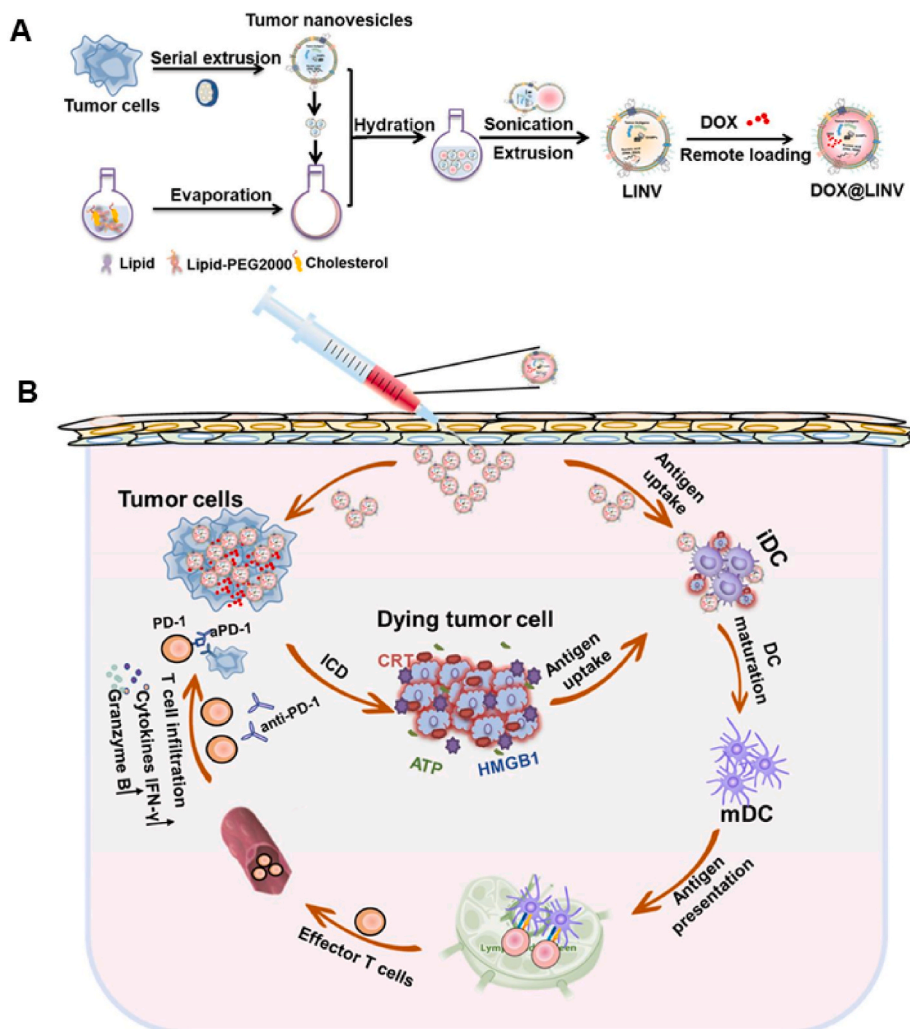 A
Tumor nanovesicles
Serial extrusion
Tumor cells
Hydration
Sonication
Extrusion
DOX
Remote loading
LINV
DOX@LINV
Evaporation
Lipid
Lipid-PEG2000
Cholesterol
B
Antigen
uptake
Tumor cells
iDC
PD-1
aPD-1
Dying tumor cell
CRT
ICD
Antigen
uptake
DC
maturation
anti-PD-1
T cell infiltration
Cytokines IFN-γ
Granzyme B
ATP
HMGB1
mDC
Antigen
presentation
Effector T cells